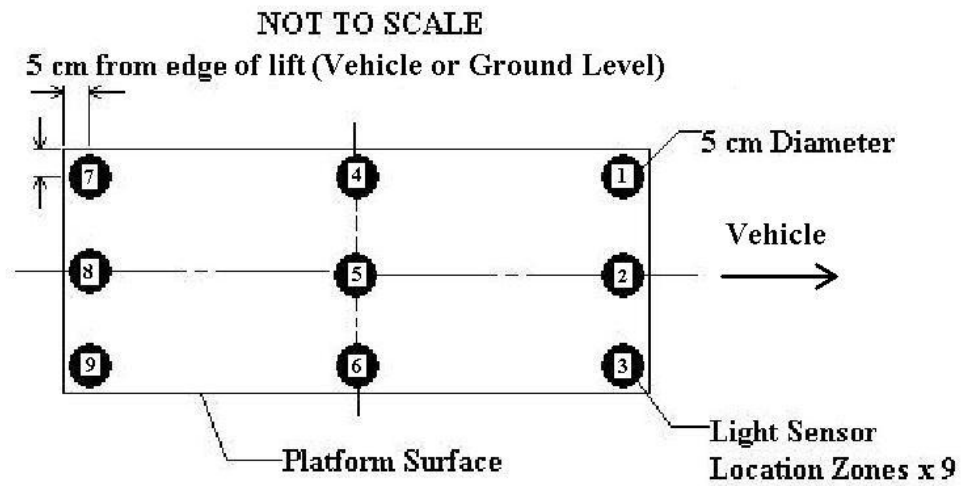 NOT TO SCALE
5 cm from edge of lift (Vehicle or Ground Level)
5 cm Diameter
7
4
1
Vehicle
8
5
2
9
6
3
Light Sensor
Location Zones x 9
Platform Surface